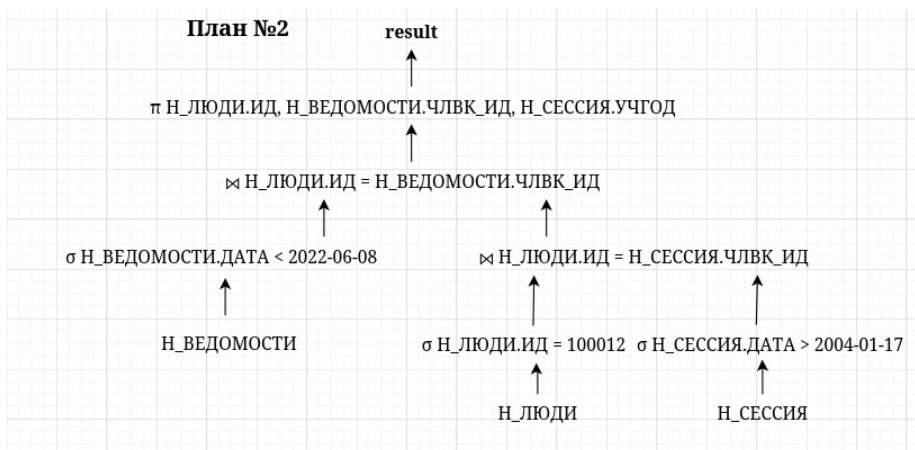 План №2
result
π Н_ЛЮДИ.ИД, Н_ВЕДОМОСТИ.ЧЛВК_ИД, Н_СЕССИЯ.УЧГОД
⋈ Н_ЛЮДИ.ИД = Н_ВЕДОМОСТИ.ЧЛВК_ИД
σ Н_ВЕДОМОСТИ.ДАТА < 2022-06-08
⋈ Н_ЛЮДИ.ИД = Н_СЕССИЯ.ЧЛВК_ИД
Н_ВЕДОМОСТИ
σ Н_ЛЮДИ.ИД = 100012
σ Н_СЕССИЯ.ДАТА > 2004-01-17
Н_ЛЮДИ
Н_СЕССИЯ